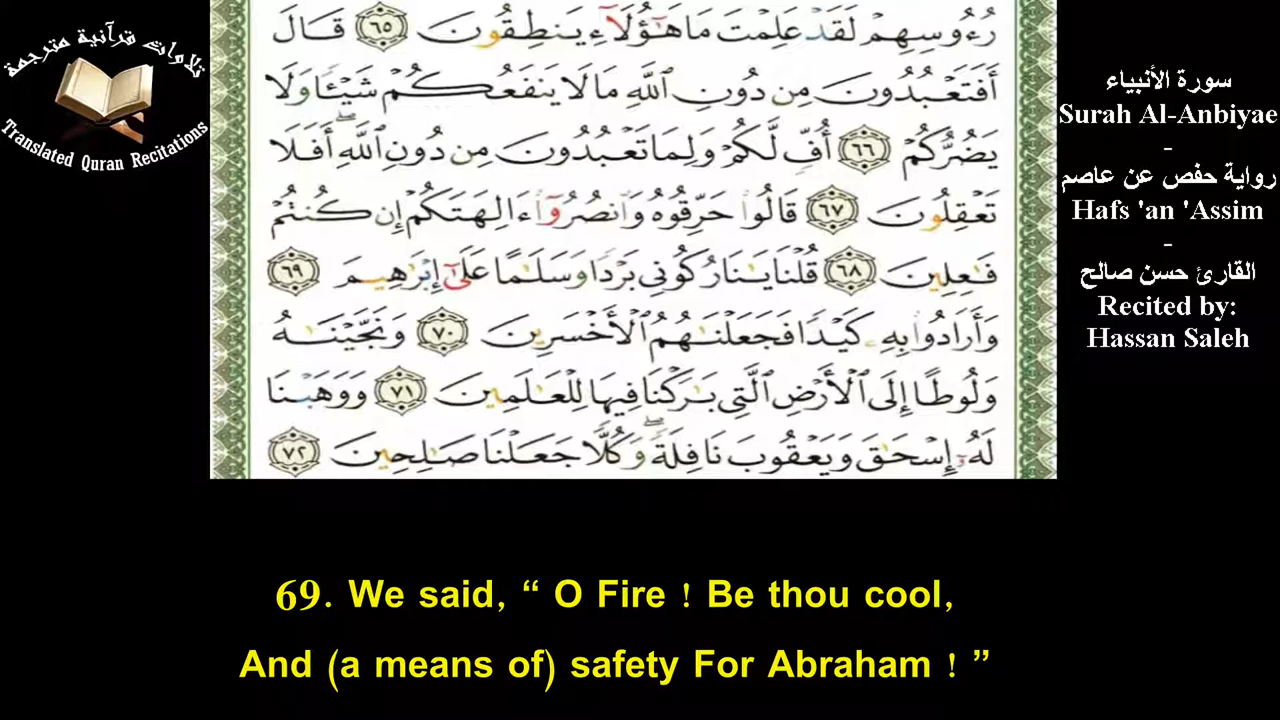 تلاوات قرآنية مترجمة
Translated Quran Recitations
رُءُوسِهِمْ لَقَدْ عَلِمْتَ مَا هَٰٓؤُلَآءِ يَنطِقُونَ ٦٥ قَالَ
أَفَتَعْبُدُونَ مِن دُونِ ٱللَّهِ مَا لَا يَنفَعُكُمْ شَيْـًٔا وَلَا
يَضُرُّكُمْ ٦٦ أُفٍّ لَّكُمْ وَلِمَا تَعْبُدُونَ مِن دُونِ ٱللَّهِ ۖ أَفَلَا
تَعْقِلُونَ ٦٧ قَالُوا۟ حَرِّقُوهُ وَٱنصُرُوٓا۟ ءَالِهَتَكُمْ إِن كُنتُمْ
فَـٰعِلِينَ ٦٨ قُلْنَا يَـٰنَارُ كُونِى بَرْدًا وَسَلَـٰمًا عَلَىٰٓ إِبْرَٰهِيمَ ٦٩
وَأَرَادُوا۟ بِهِۦ كَيْدًا فَجَعَلْنَـٰهُمُ ٱلْأَخْسَرِينَ ٧٠ وَنَجَّيْنَـٰهُ
وَلُوطًا إِلَى ٱلْأَرْضِ ٱلَّتِى بَـٰرَكْنَا فِيهَا لِلْعَـٰلَمِينَ ٧١ وَوَهَبْنَا
لَهُۥٓ إِسْحَـٰقَ وَيَعْقُوبَ نَافِلَةً ۖ وَكُلًّا جَعَلْنَا صَـٰلِحِينَ ٧٢
سورة الأنبياء
Surah Al-Anbiyae
-
رواية حفص عن عاصم
Hafs 'an 'Assim
-
القارئ حسن صالح
Recited by:
Hassan Saleh
69. We said, “ O Fire ! Be thou cool,
And (a means of) safety For Abraham ! ”